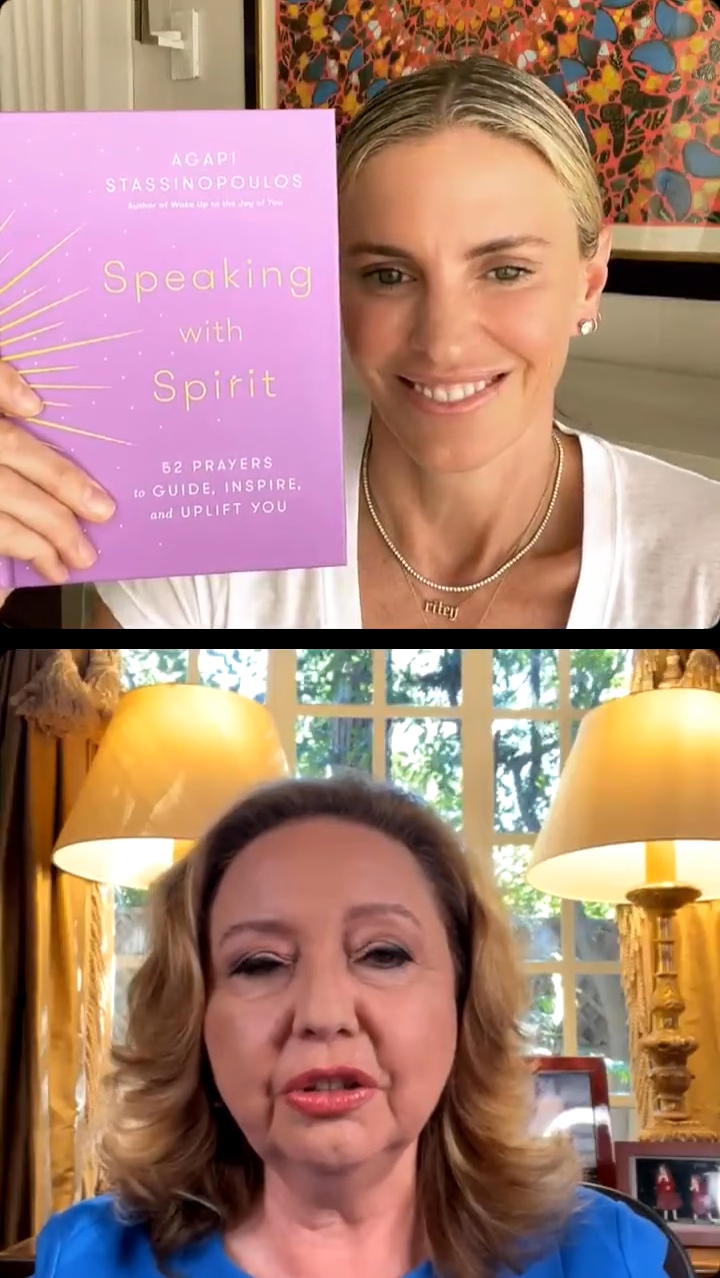 AGAPI
STASSINOPOULOS
Author of Wake Up to the Joy of You
Speaking
with
Spirit
52 PRAYERS
to GUIDE, INSPIRE,
and UPLIFT YOU
riley